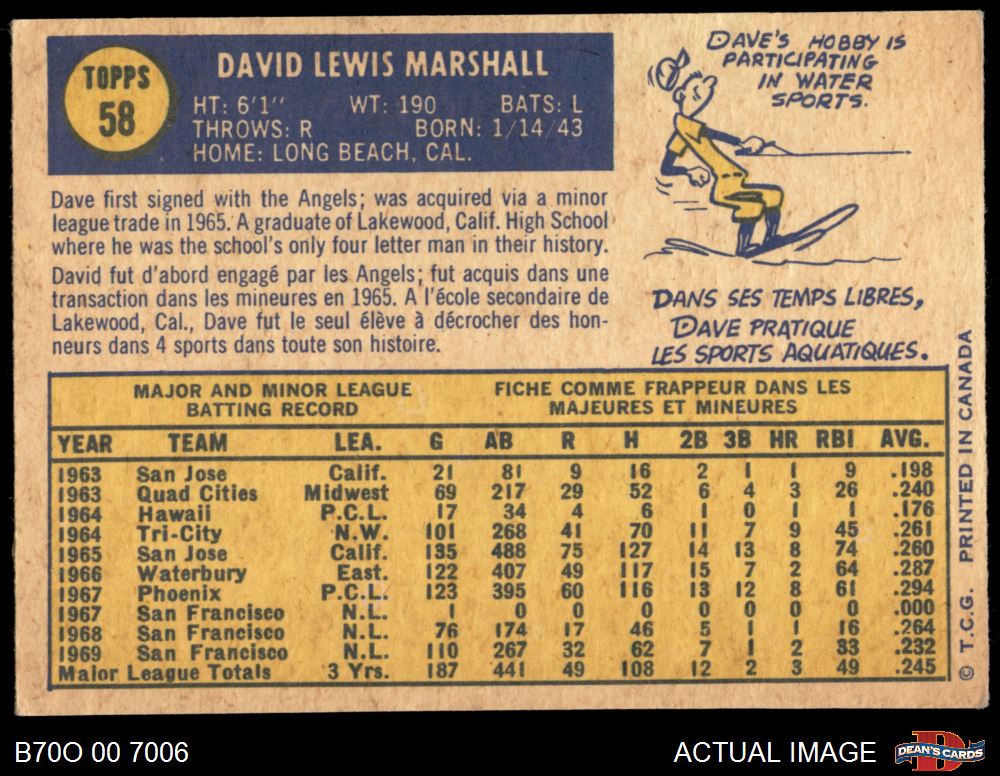 TOPPS
58
DAVID LEWIS MARSHALL
HT: 6'1" WT: 190 BATS: L
THROWS: R BORN: 1/14/43
HOME: LONG BEACH, CAL.
DAVE'S HOBBY IS
PARTICIPATING
IN WATER
SPORTS.
Dave first signed with the Angels; was acquired via a minor
league trade in 1965. A graduate of Lakewood, Calif. High School
where he was the school's only four letter man in their history.
David fut d'abord engagé par les Angels; fut acquis dans une
transaction dans les mineures en 1965. A l'école secondaire de
Lakewood, Cal., Dave fut le seul élève à décrocher des hon-
neurs dans 4 sports dans toute son histoire.
DANS SES TEMPS LIBRES,
DAVE PRATIQUE
LES SPORTS AQUATIQUES.
MAJOR AND MINOR LEAGUE
BATTING RECORD
FICHE COMME FRAPPEUR DANS LES
MAJEURES ET MINEURES
YEAR TEAM LEA. G AB R H 2B 3B HR RBI AVG.
1963 San Jose Calif. 21 81 9 16 2 1 1 9 .198
1963 Quad Cities Midwest 69 217 29 52 6 4 3 26 .240
1964 Hawaii P.C.L. 17 34 4 6 1 0 1 1 .176
1964 Tri-City N.W. 101 268 41 70 11 7 9 45 .261
1965 San Jose Calif. 135 488 75 127 14 13 8 74 .260
1966 Waterbury East. 122 407 49 117 15 7 2 64 .287
1967 Phoenix P.C.L. 123 395 60 116 13 12 8 61 .294
1967 San Francisco N.L. 1 0 0 0 0 0 0 0 .000
1968 San Francisco N.L. 76 174 17 46 5 1 1 16 .264
1969 San Francisco N.L. 110 267 32 62 7 1 2 33 .232
Major League Totals 3 Yrs. 187 441 49 108 12 2 3 49 .245
© T.C.G. PRINTED IN CANADA
B70O 00 7006
ACTUAL IMAGE
DEAN'S CARDS